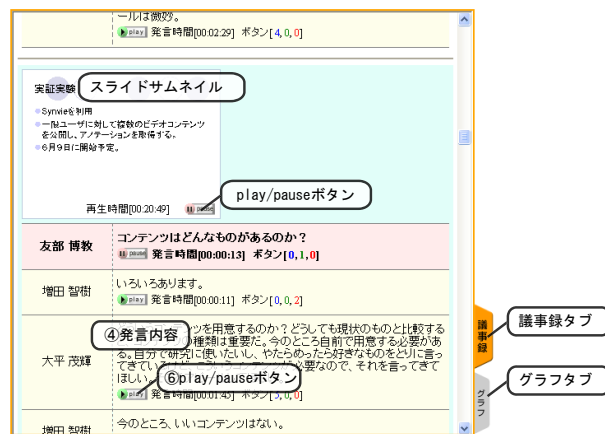 ールは微妙。
play 発言時間[00:02:29] ボタン[4,0,0]
実証実験
スライドサムネイル
Synvieを利用
一般ユーザに対して複数のビデオコンテンツ
を公開し、アノテーションを取得する。
6月9日に開始予定。
play/pauseボタン
再生時間[00:20:49] pause
友部 博教
コンテンツはどんなものがあるのか？
pause 発言時間[00:00:13] ボタン[0,1,0]
増田 智樹
いろいろあります。
play 発言時間[00:00:11] ボタン[0,0,2]
議事録タブ
議事録
④発言内容
を用意するのか？どうしても現状のものと比較する
の種類は重要だ。今のところ自前で用意する必要があ
大平 茂輝
る。自分で研究に使いたいし、やたらめったら好きなものをとりに言っ
てきて
要なので、それを言ってきて
ほしい。
⑥play/pauseボタン
play 発言時間[00:01:45]
グラフタブ
グラフ
増田 智樹
今のところ、いいコンテンツはない。